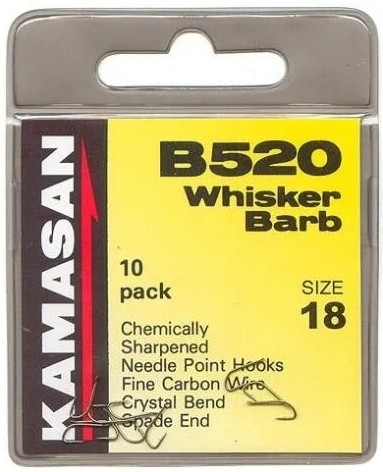 KAMASAN
B520
Whisker
Barb
10
pack
SIZE
18
Chemically
Sharpened
Needle Point Hooks
Fine Carbon Wire
Crystal Bend
Spade End